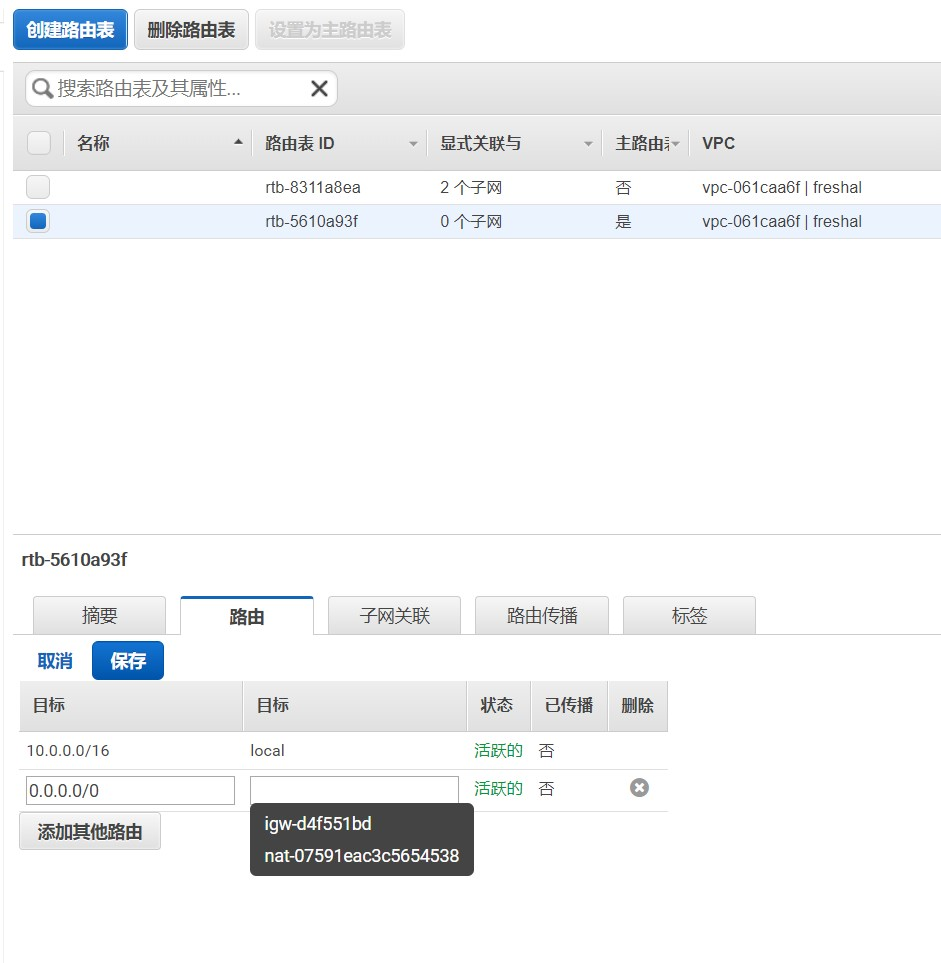 创建路由表 删除路由表 设置为主路由表
搜索路由表及其属性...
名称 路由表 ID 显式关联与 主路由表 VPC
rtb-8311a8ea 2 个子网 否 vpc-061caa6f | freshal
rtb-5610a93f 0 个子网 是 vpc-061caa6f | freshal
rtb-5610a93f
摘要 路由 子网关联 路由传播 标签
取消 保存
目标 目标 状态 已传播 删除
10.0.0.0/16 local 活跃的 否
0.0.0.0/0 活跃的 否
igw-d4f551bd
添加其他路由
nat-07591eac3c5654538